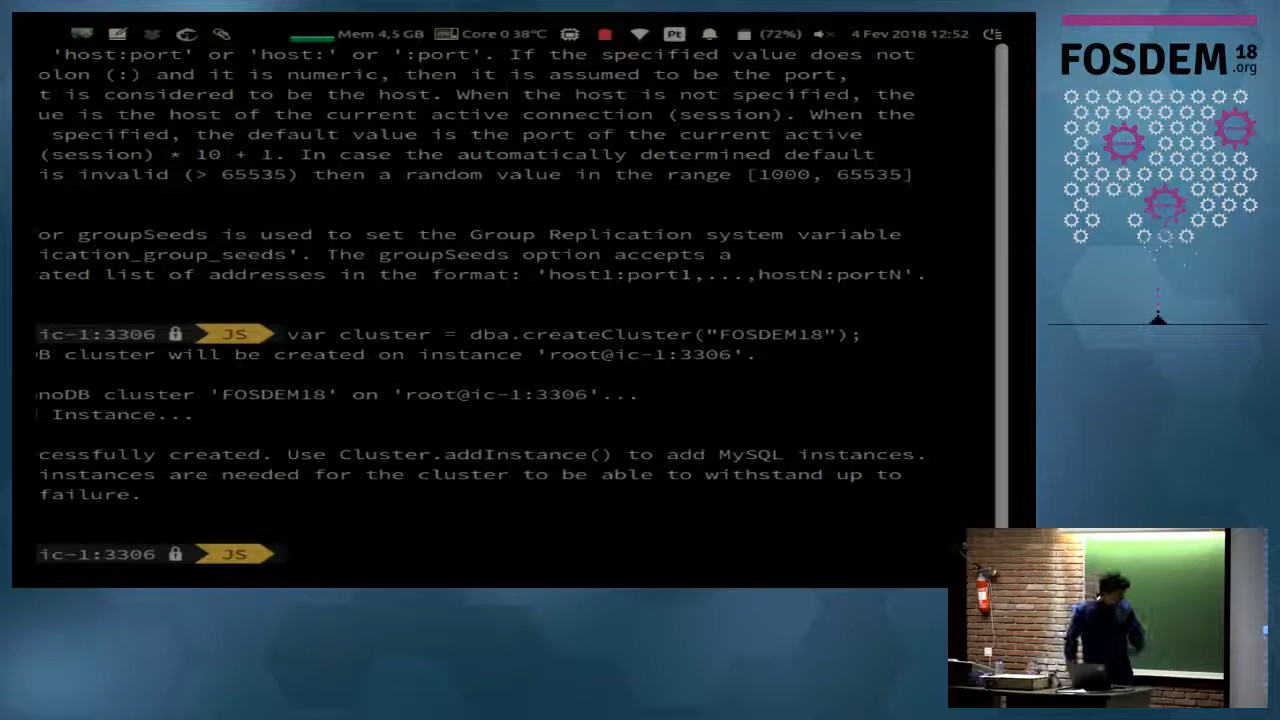 Mem 4,5 GB Core 0 38°C Pt (72%) 4 Fev 2018 12:52
'host:port' or 'host:' or ':port'. If the specified value does not
olon (:) and it is numeric, then it is assumed to be the port,
t is considered to be the host. When the host is not specified, the
ue is the host of the current active connection (session). When the
specified, the default value is the port of the current active
(session) * 10 + 1. In case the automatically determined default
is invalid (> 65535) then a random value in the range [1000, 65535]
or groupSeeds is used to set the Group Replication system variable
ication_group_seeds'. The groupSeeds option accepts a
ated list of addresses in the format: 'host1:port1,...,hostN:portN'.
ic-1:3306 JS var cluster = dba.createCluster("FOSDEM18");
B cluster will be created on instance 'root@ic-1:3306'.
noDB cluster 'FOSDEM18' on 'root@ic-1:3306'...
Instance...
cessfully created. Use Cluster.addInstance() to add MySQL instances.
instances are needed for the cluster to be able to withstand up to
failure.
ic-1:3306 JS
FOSDEM 18
.org